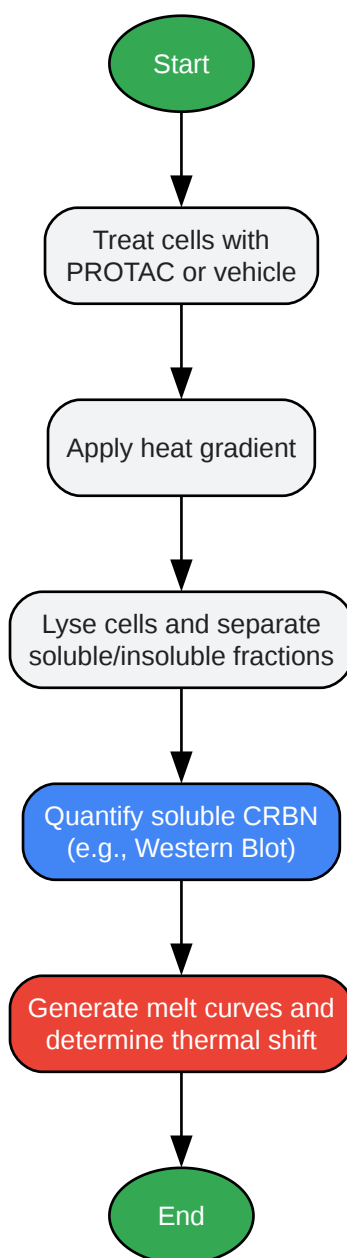 Start
Treat cells with
PROTAC or vehicle
Apply heat gradient
Lyse cells and separate
soluble/insoluble fractions
Quantify soluble CRBN
(e.g., Western Blot)
Generate melt curves and
determine thermal shift
End